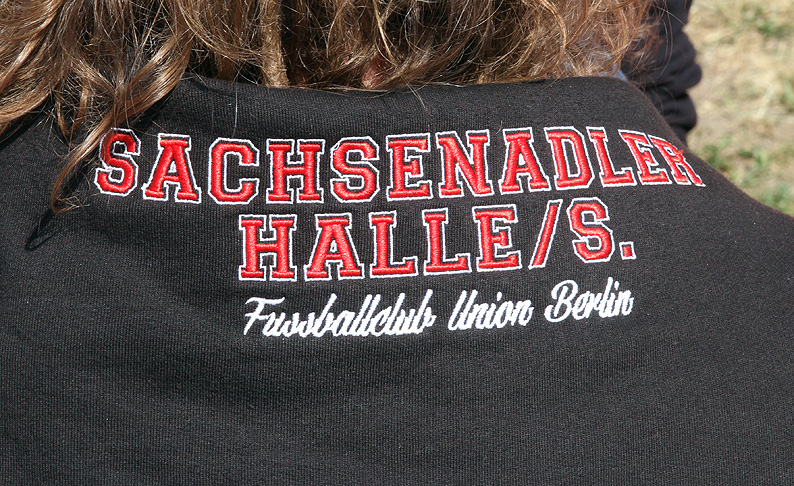 SACHSENADLER
HALLE/S.
Fussballclub Union Berlin